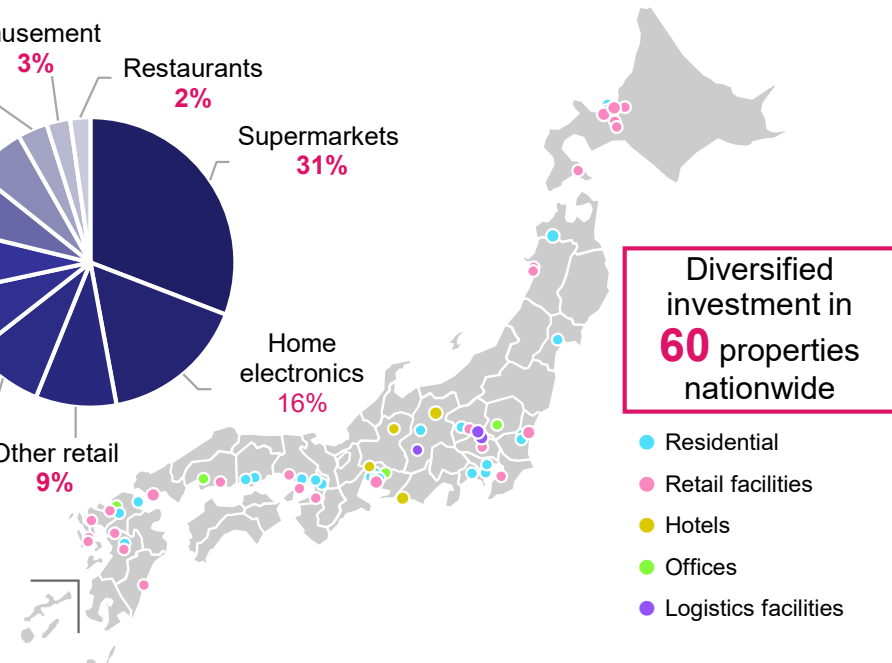 3%
Restaurants
2%
Supermarkets
31%
Home
electronics
16%
Other retail
9%
Diversified
investment in
60 properties
nationwide
Residential
Retail facilities
Hotels
Offices
Logistics facilities